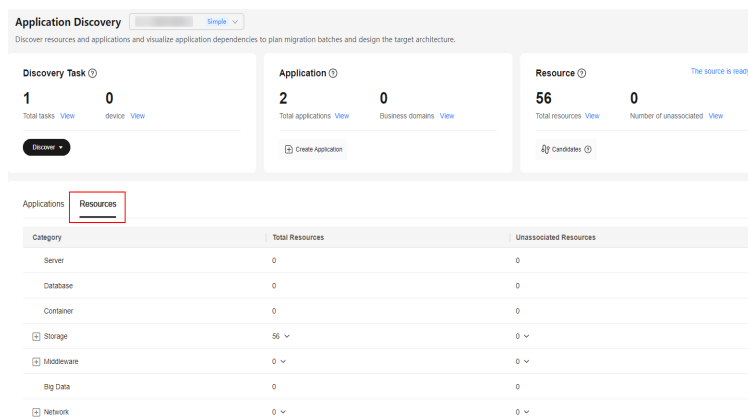 Application Discovery Simple
Discover resources and applications and visualize application dependencies to plan migration batches and design the target architecture.
Discovery Task
1 0
Total tasks View device View
Discover
Application
2 0
Total applications View Business domains View
Create Application
Resource The source is ready
56 0
Total resources View Number of unassociated View
Candidates
Applications Resources
Category Total Resources Unassociated Resources
Server 0 0
Database 0 0
Container 0 0
Storage 56 0
Middleware 0 0
Big Data 0 0
Network 0 0